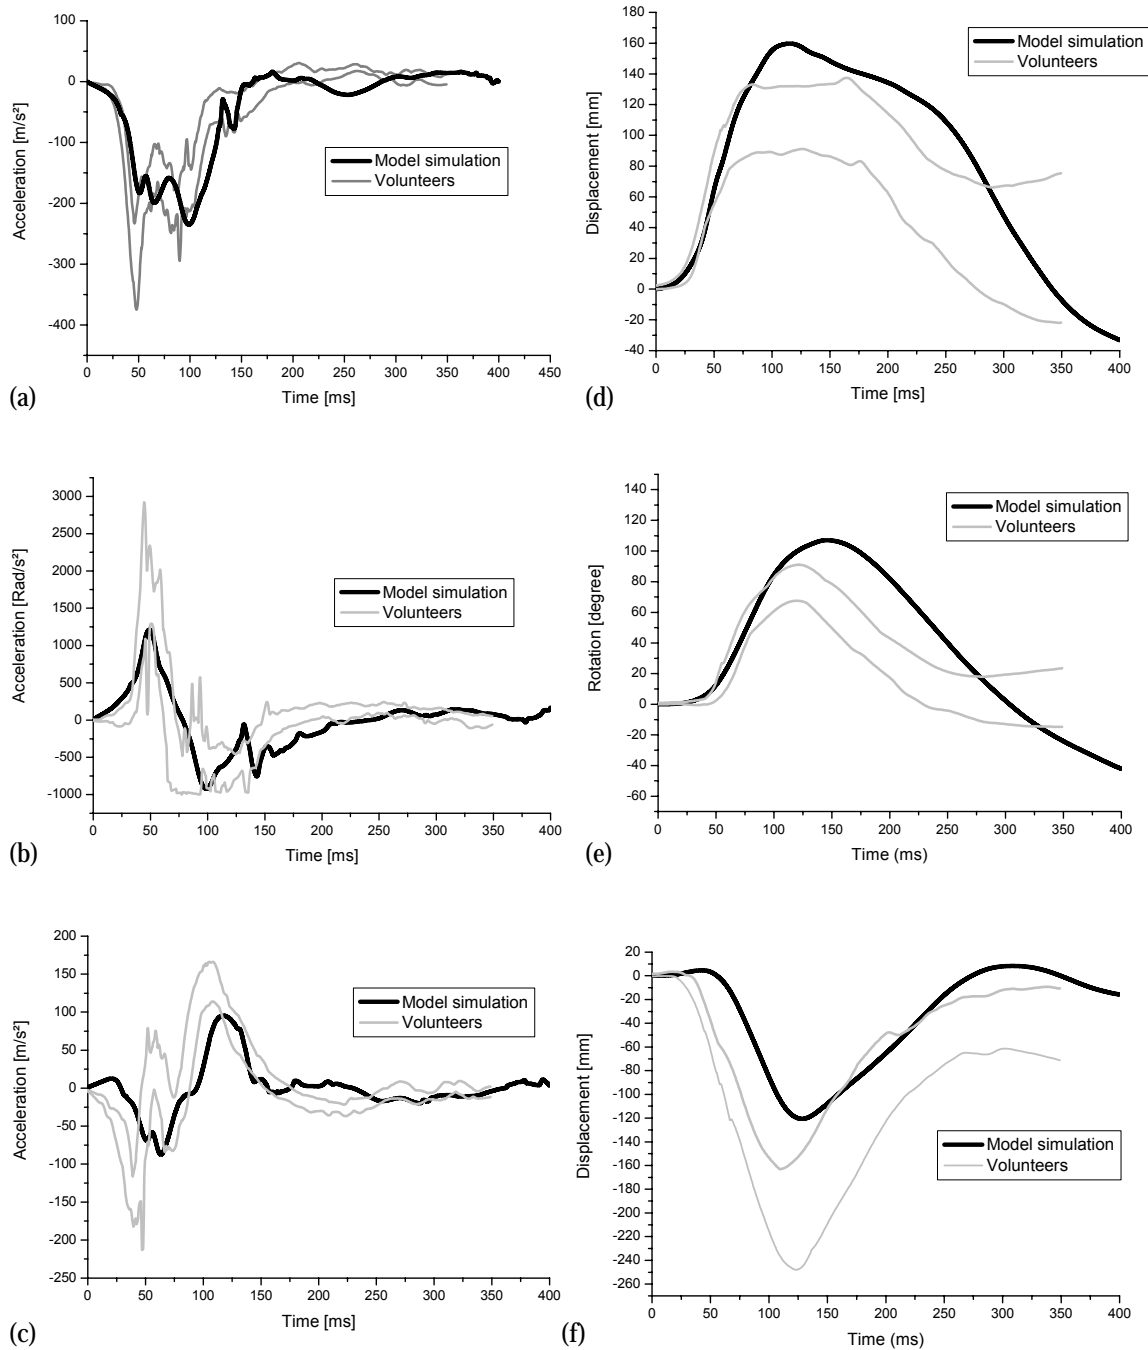 100
0
-100
-200
-300
-400
0 50 100 150 200 250 300 350 400 450
Acceleration [m/s²]
Time [ms]
Model simulation
Volunteers
(a)
180
160
140
120
100
80
60
40
20
0
-20
-40
0 50 100 150 200 250 300 350 400
Displacement [mm]
Time [ms]
Model simulation
Volunteers
(d)
3000
2500
2000
1500
1000
500
0
-500
-1000
0 50 100 150 200 250 300 350 400
Acceleration [Rad/s²]
Time [ms]
Model simulation
Volunteers
(b)
140
120
100
80
60
40
20
0
-20
-40
-60
0 50 100 150 200 250 300 350 400
Rotation [degree]
Time (ms)
Model simulation
Volunteers
(e)
200
150
100
50
0
-50
-100
-150
-200
-250
0 50 100 150 200 250 300 350 400
Acceleration [m/s²]
Time [ms]
Model simulation
Volunteers
(c)
20
0
-20
-40
-60
-80
-100
-120
-140
-160
-180
-200
-220
-240
-260
0 50 100 150 200 250 300 350 400
Displacement [mm]
Time (ms)
Model simulation
Volunteers
(f)